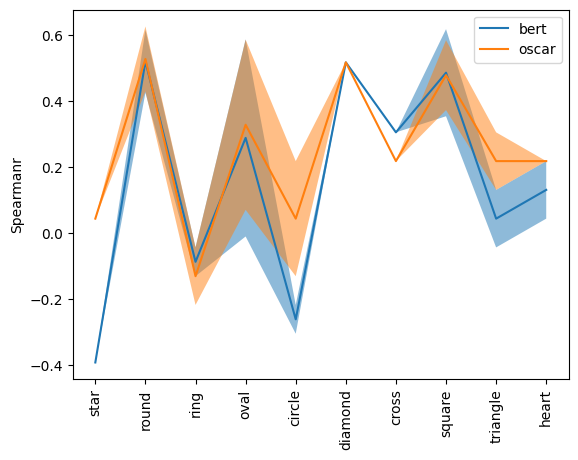 bert
oscar
Spearmanr
0.6
0.4
0.2
0.0
−0.2
−0.4
star
round
ring
oval
circle
diamond
cross
square
triangle
heart